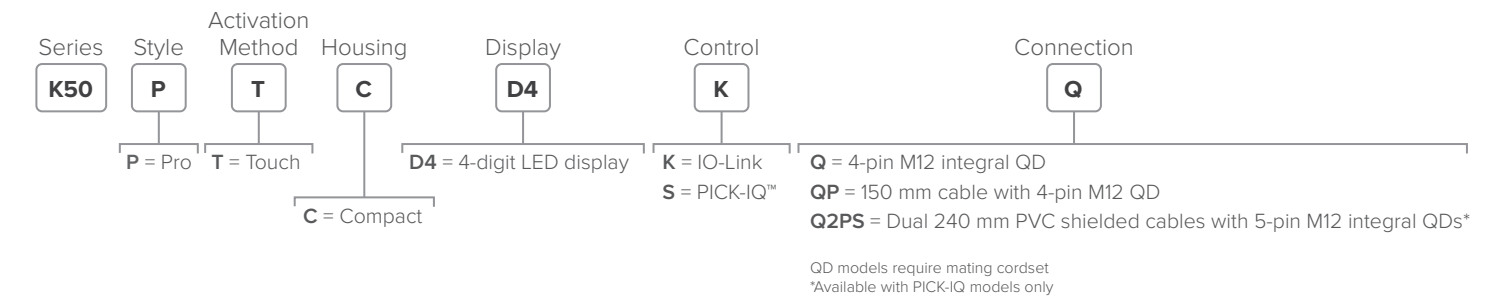 Activation
Series Style Method Housing Display Control Connection
K50 P T C D4 K Q
P = Pro T = Touch D4 = 4-digit LED display K = IO-Link Q = 4-pin M12 integral QD
S = PICK-IQ™ QP = 150 mm cable with 4-pin M12 QD
C = Compact Q2PS = Dual 240 mm PVC shielded cables with 5-pin M12 integral QDs*
QD models require mating cordset
*Available with PICK-IQ models only